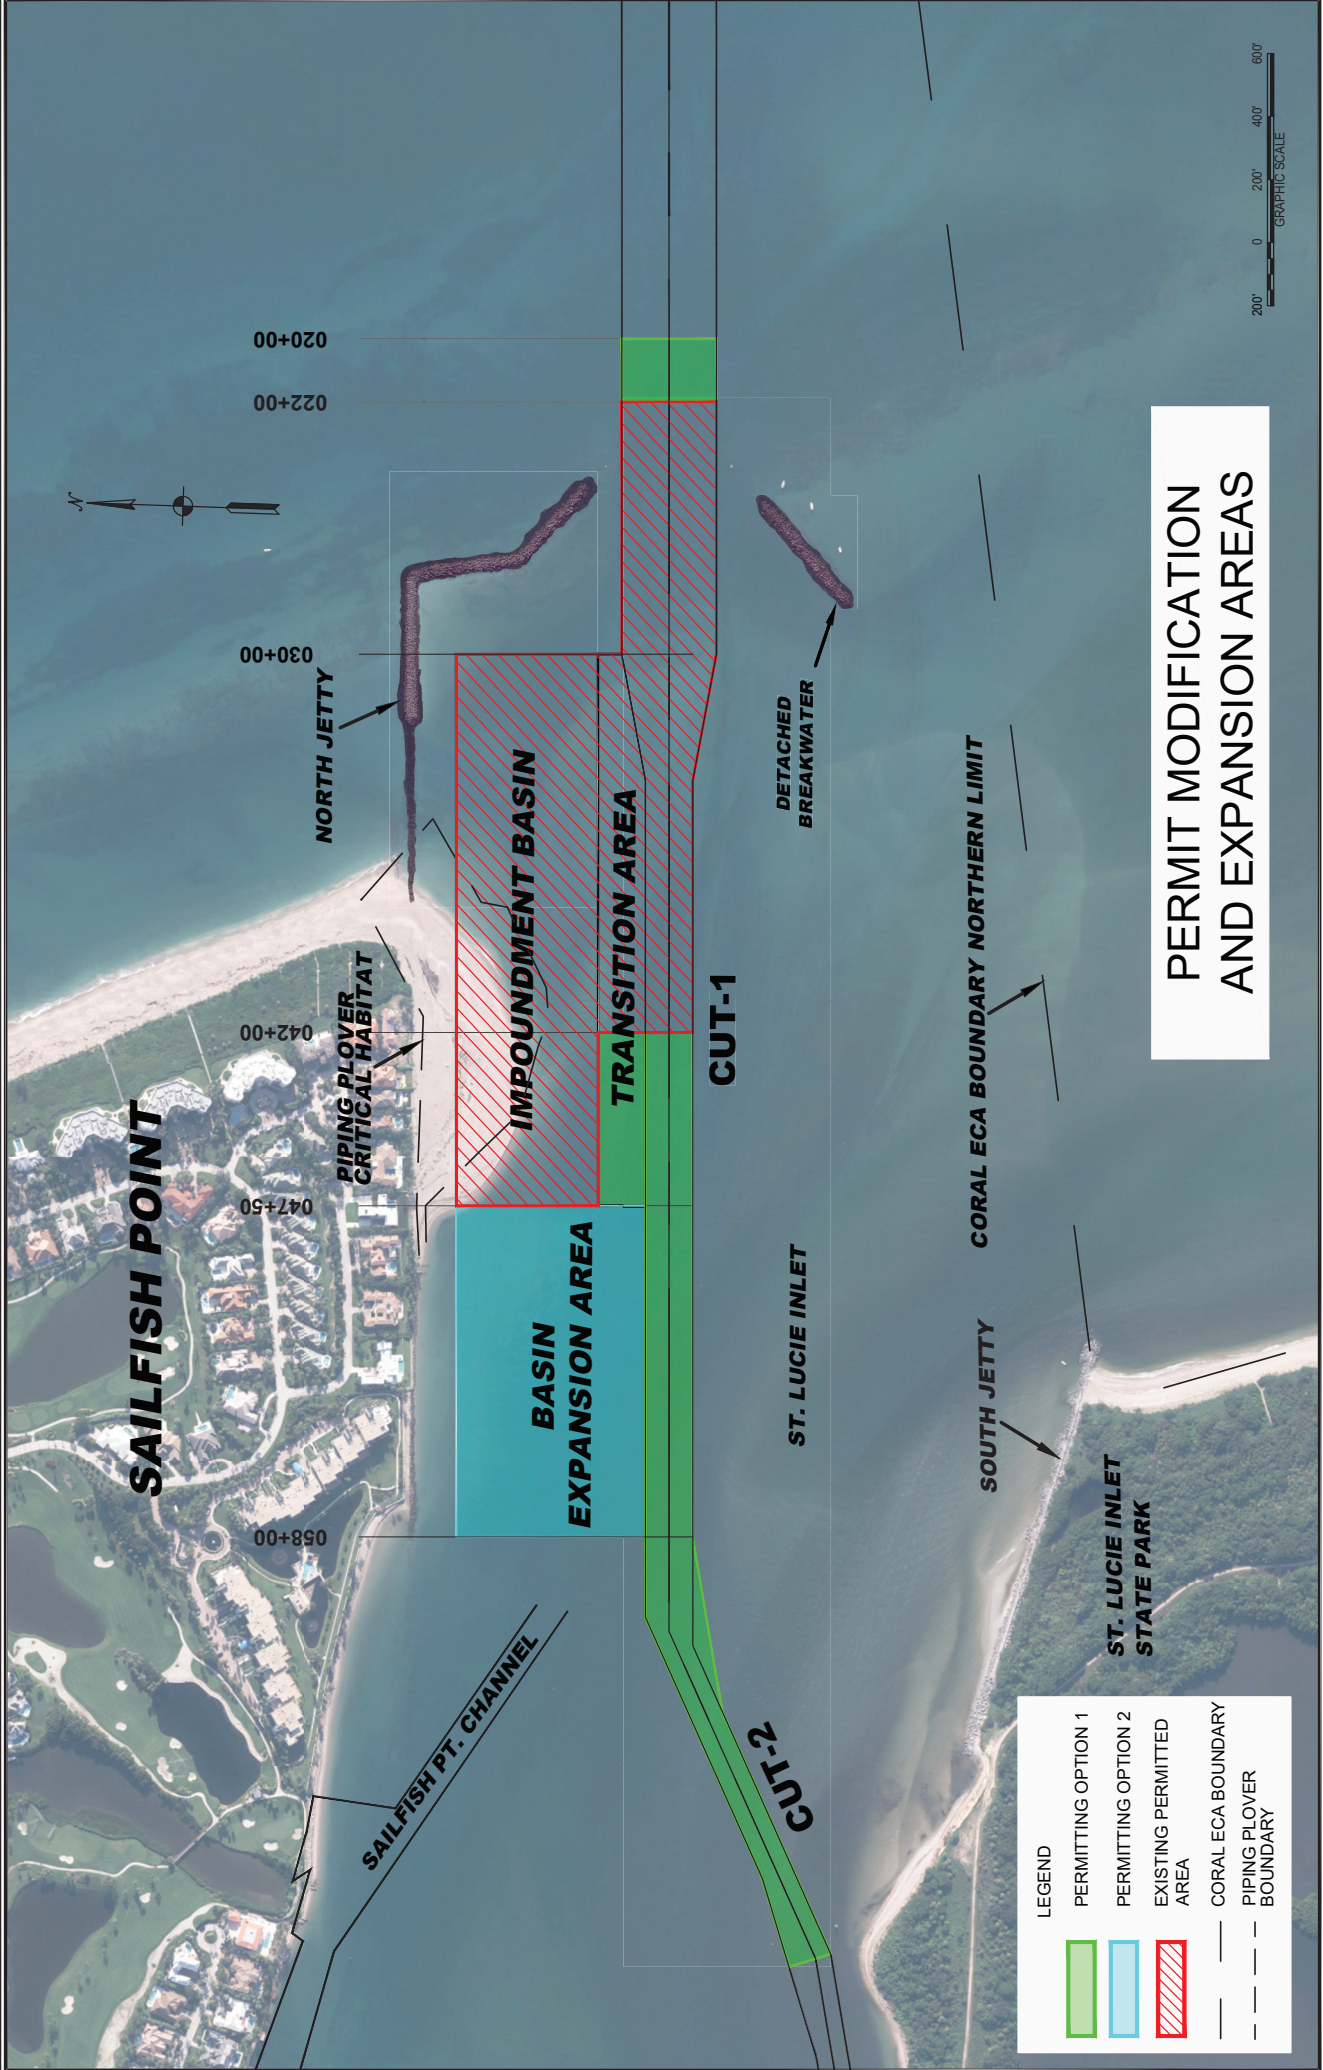 SAILFISH POINT
N
020+00
022+00
030+00
042+00
047+50
058+00
NORTH JETTY
PIPING PLOVER
CRITICAL HABITAT
IMPOUNDMENT BASIN
TRANSITION AREA
BASIN
EXPANSION AREA
CUT-1
CUT-2
SAILFISH PT. CHANNEL
DETACHED
BREAKWATER
ST. LUCIE INLET
CORAL ECA BOUNDARY NORTHERN LIMIT
SOUTH JETTY
ST. LUCIE INLET
STATE PARK
LEGEND
PERMITTING OPTION 1
PERMITTING OPTION 2
EXISTING PERMITTED
AREA
CORAL ECA BOUNDARY
PIPING PLOVER
BOUNDARY
PERMIT MODIFICATION
AND EXPANSION AREAS
200' 0 200' 400' 600'
GRAPHIC SCALE